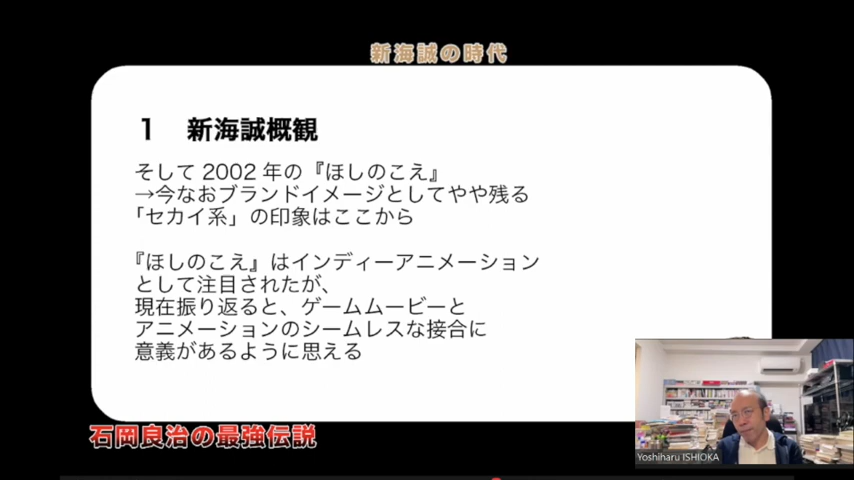 新海誠の時代
1 新海誠概観
そして 2002 年の『ほしのこえ』
→今なおブランドイメージとしてやや残る
「セカイ系」の印象はここから
『ほしのこえ』はインディーアニメーション
として注目されたが、
現在振り返ると、ゲームムービーと
アニメーションのシームレスな接合に
意義があるように思える
石岡良治の最強伝説
Yoshiharu ISHIOKA